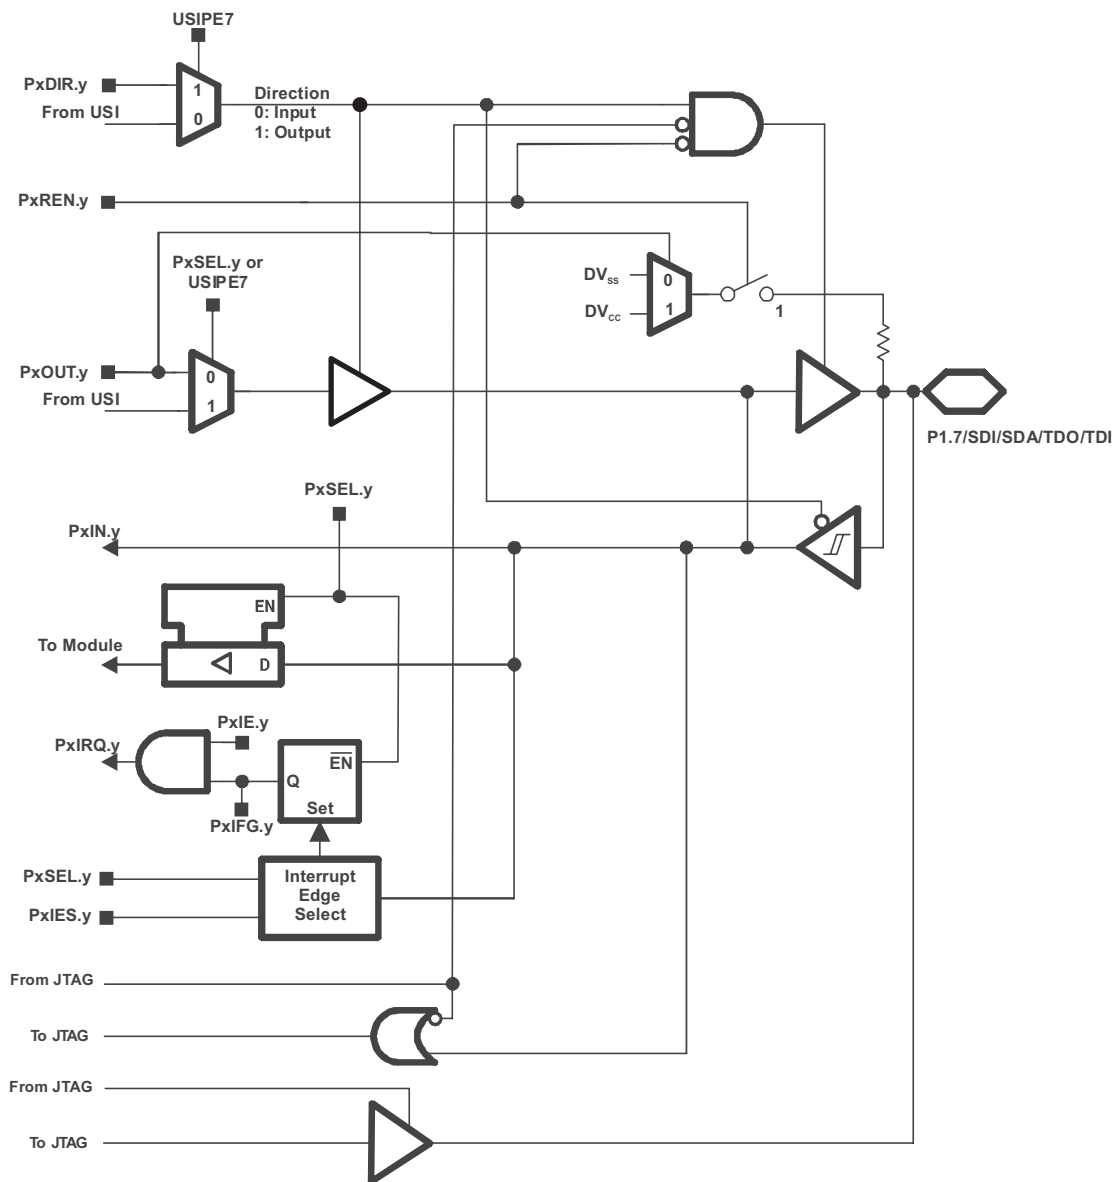 USIPE7
PxDIR.y
1
From USI
0
Direction
0: Input
1: Output
PxREN.y
PxSEL.y or
USIPE7
DVSS
0
DVCC
1
1
PxOUT.y
0
From USI
1
P1.7/SDI/SDA/TDO/TDI
PxSEL.y
PxIN.y
EN
To Module
D
PxIE.y
PxIRQ.y
EN
Q
Set
PxIFG.y
PxSEL.y
Interrupt
Edge
Select
PxIES.y
From JTAG
To JTAG
From JTAG
To JTAG